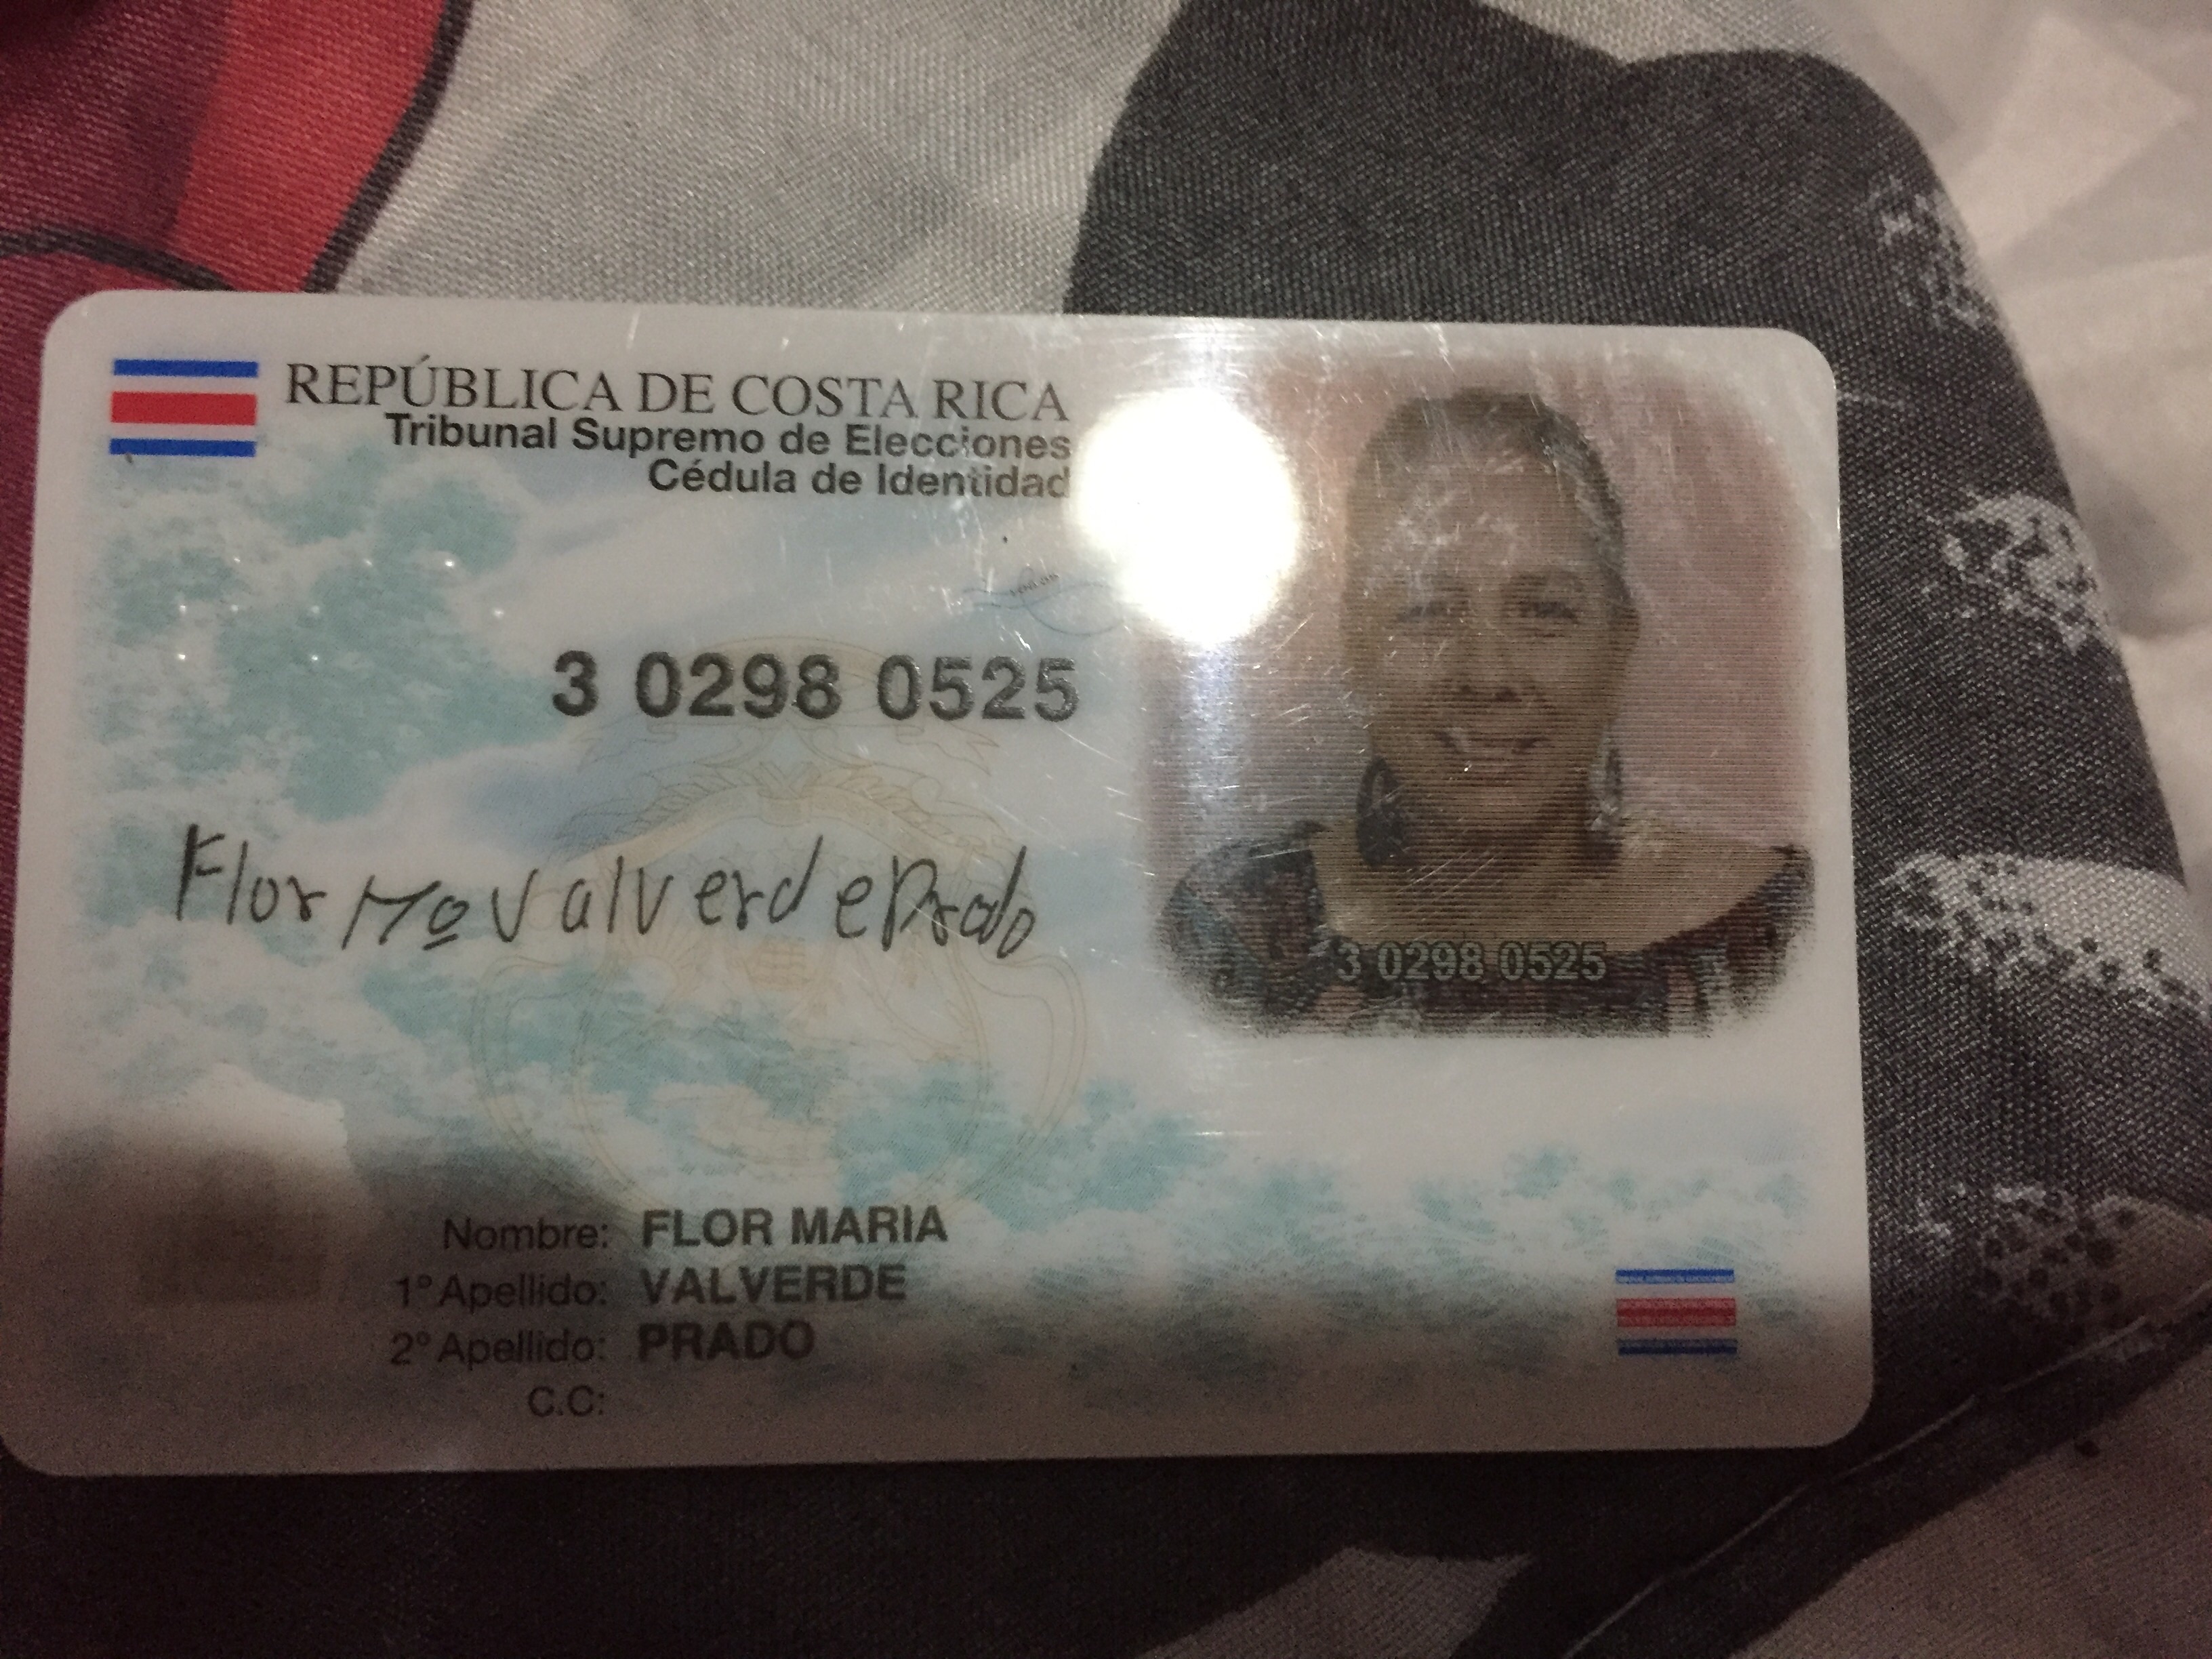 REPÚBLICA DE COSTA RICA
Tribunal Supremo de Elecciones
Cédula de Identidad
3 0298 0525
Flor Mª Valverde Prado
3 0298 0525
Nombre: FLOR MARIA
1º Apellido: VALVERDE
2º Apellido: PRADO
C.C: